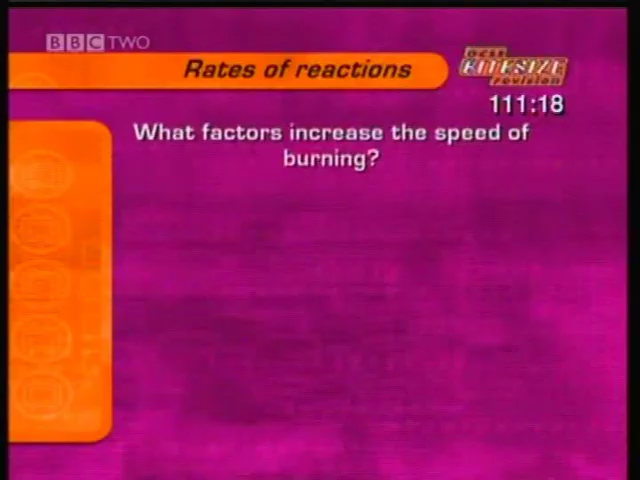 BBC TWO
Rates of reactions
GCSE
BITESIZE
revision
111:18
What factors increase the speed of
burning?